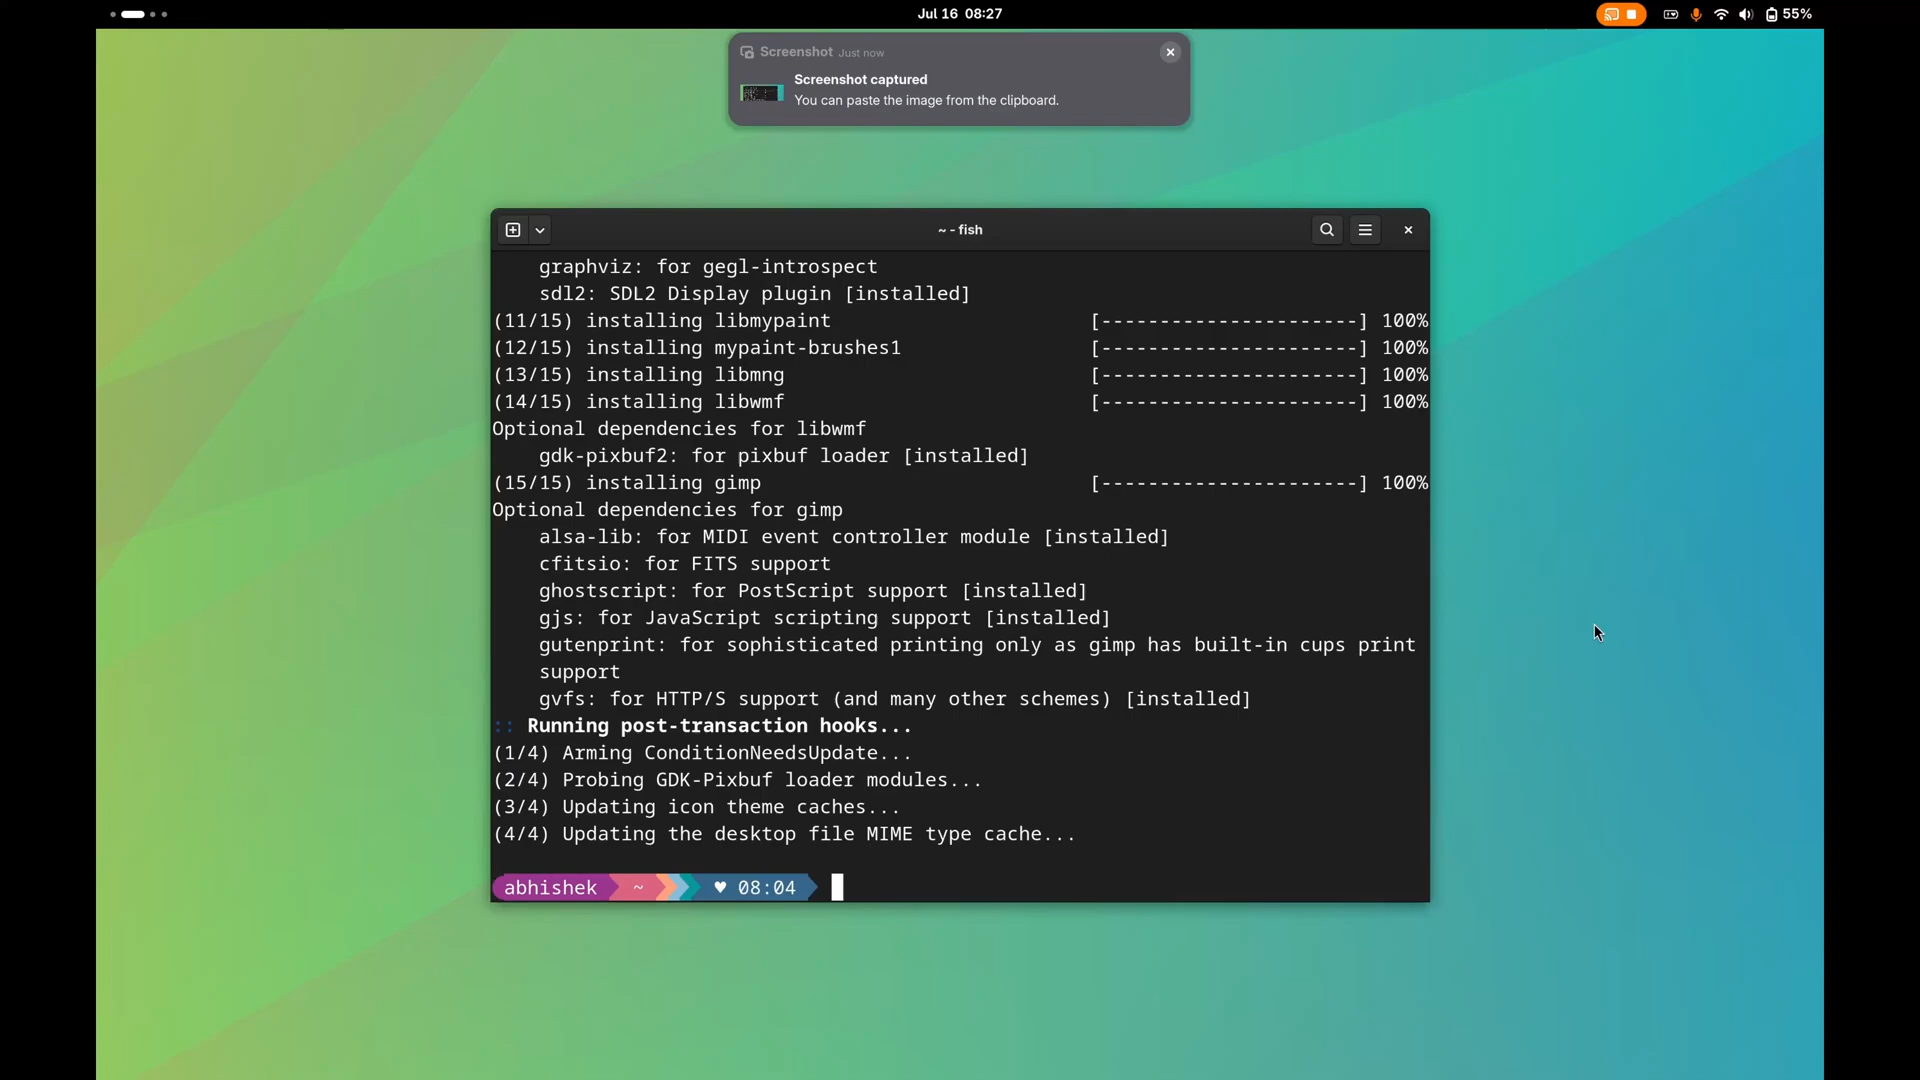 Jul 16 08:27
55%
Screenshot Just now
Screenshot captured
You can paste the image from the clipboard.
~ - fish
graphviz: for gegl-introspect
sdl2: SDL2 Display plugin [installed]
(11/15) installing libmypaint [----------------------] 100%
(12/15) installing mypaint-brushes1 [----------------------] 100%
(13/15) installing libmng [----------------------] 100%
(14/15) installing libwmf [----------------------] 100%
Optional dependencies for libwmf
gdk-pixbuf2: for pixbuf loader [installed]
(15/15) installing gimp [----------------------] 100%
Optional dependencies for gimp
alsa-lib: for MIDI event controller module [installed]
cfitsio: for FITS support
ghostscript: for PostScript support [installed]
gjs: for JavaScript scripting support [installed]
gutenprint: for sophisticated printing only as gimp has built-in cups print
support
gvfs: for HTTP/S support (and many other schemes) [installed]
:: Running post-transaction hooks...
(1/4) Arming ConditionNeedsUpdate...
(2/4) Probing GDK-Pixbuf loader modules...
(3/4) Updating icon theme caches...
(4/4) Updating the desktop file MIME type cache...
abhishek ~ ♥ 08:04